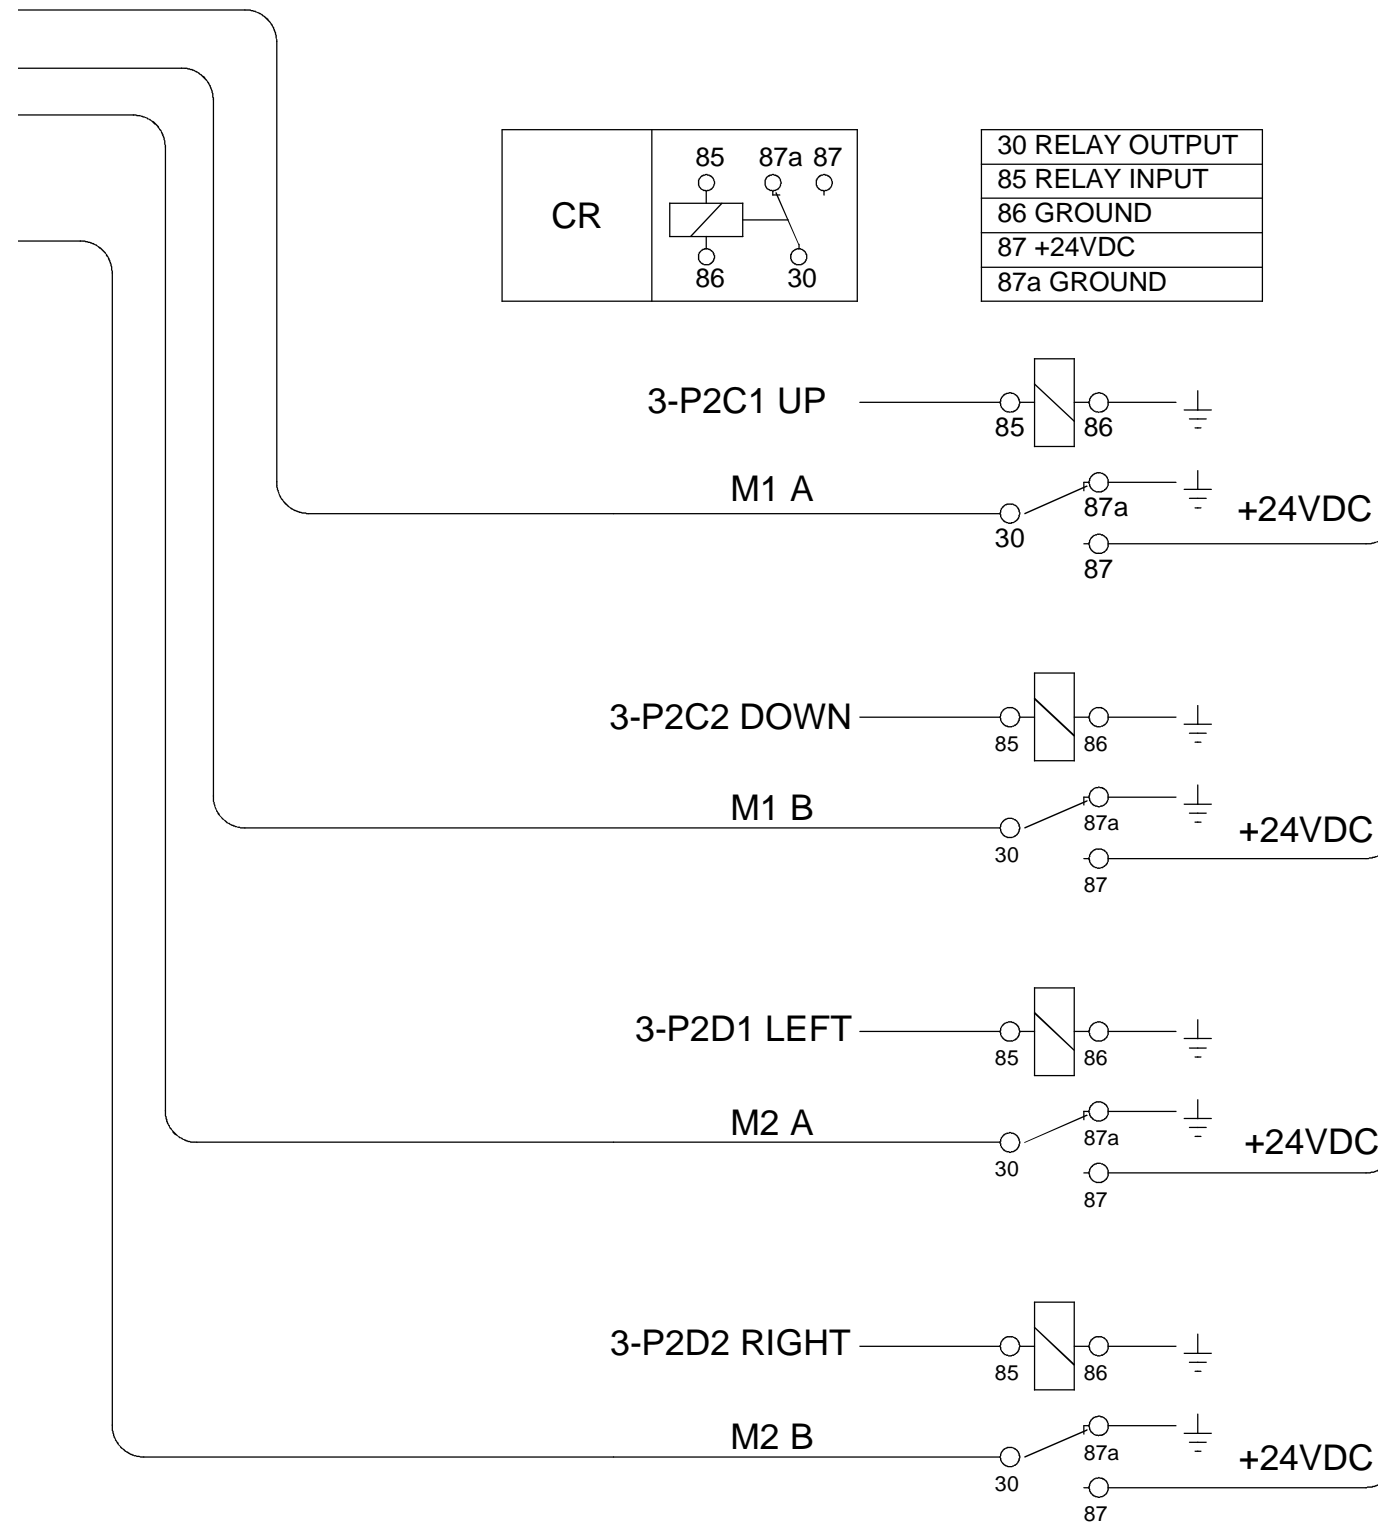 85 87a 87
CR
86 30
30 RELAY OUTPUT
85 RELAY INPUT
86 GROUND
87 +24VDC
87a GROUND
3-P2C1 UP
85 86
M1 A
87a +24VDC
30
87
3-P2C2 DOWN
85 86
M1 B
87a +24VDC
30
87
3-P2D1 LEFT
85 86
M2 A
87a +24VDC
30
87
3-P2D2 RIGHT
85 86
M2 B
87a +24VDC
30
87